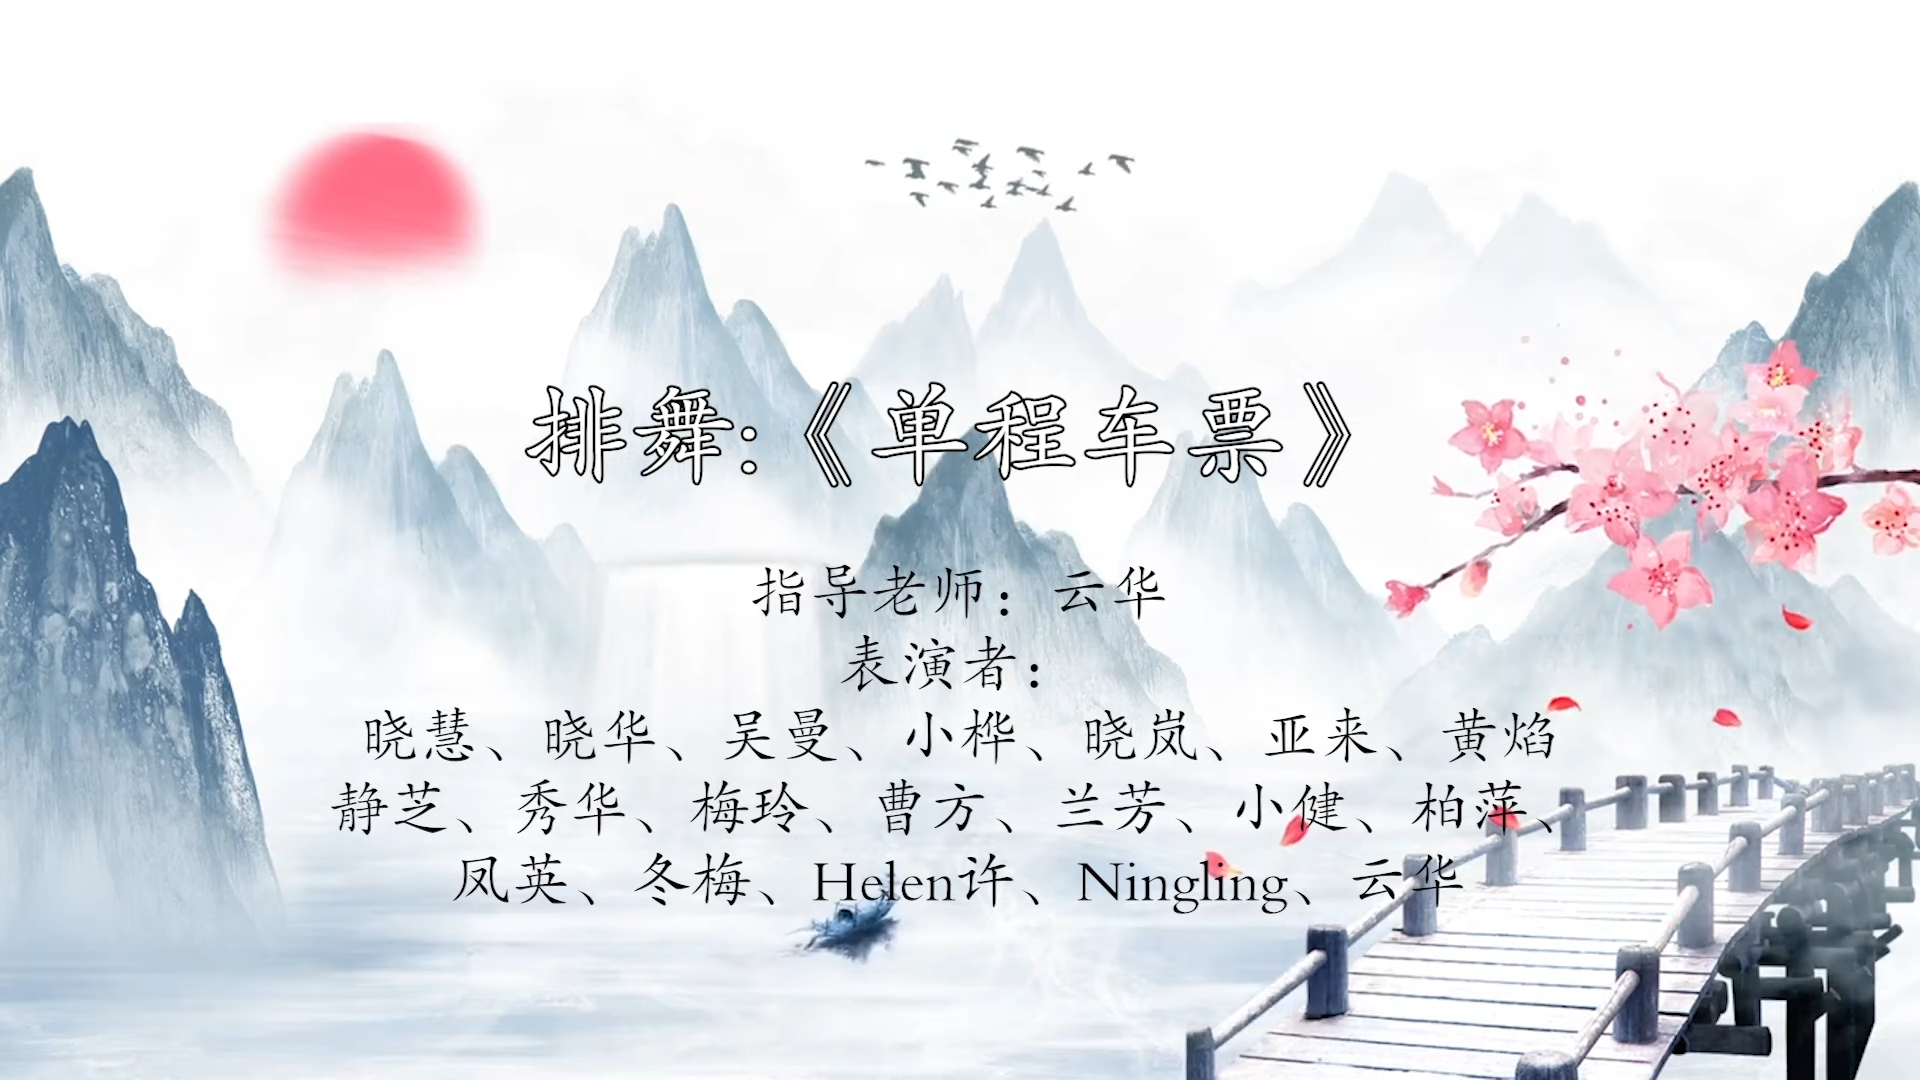 排舞:《单程车票》
指导老师：云华
表演者：
晓慧、晓华、吴曼、小桦、晓岚、亚来、黄焰
静芝、秀华、梅玲、曹方、兰芳、小健、柏萍、
凤英、冬梅、Helen许、Ningling、云华